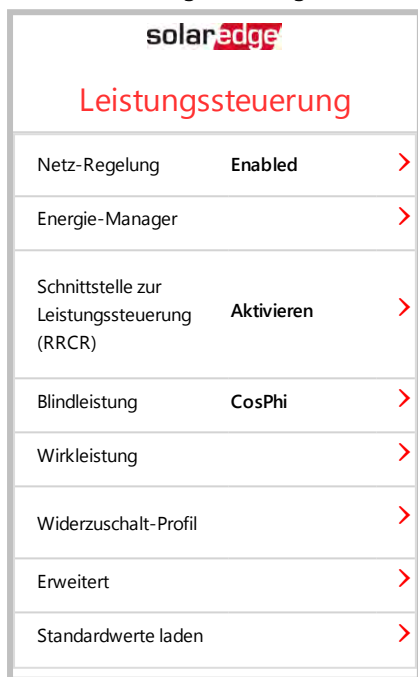 solaredge
Leistungssteuerung
Netz-Regelung Enabled
Energie-Manager
Schnittstelle zur
Leistungssteuerung Aktivieren
(RRCR)
Blindleistung CosPhi
Wirkleistung
Widerzuschalt-Profil
Erweitert
Standardwerte laden